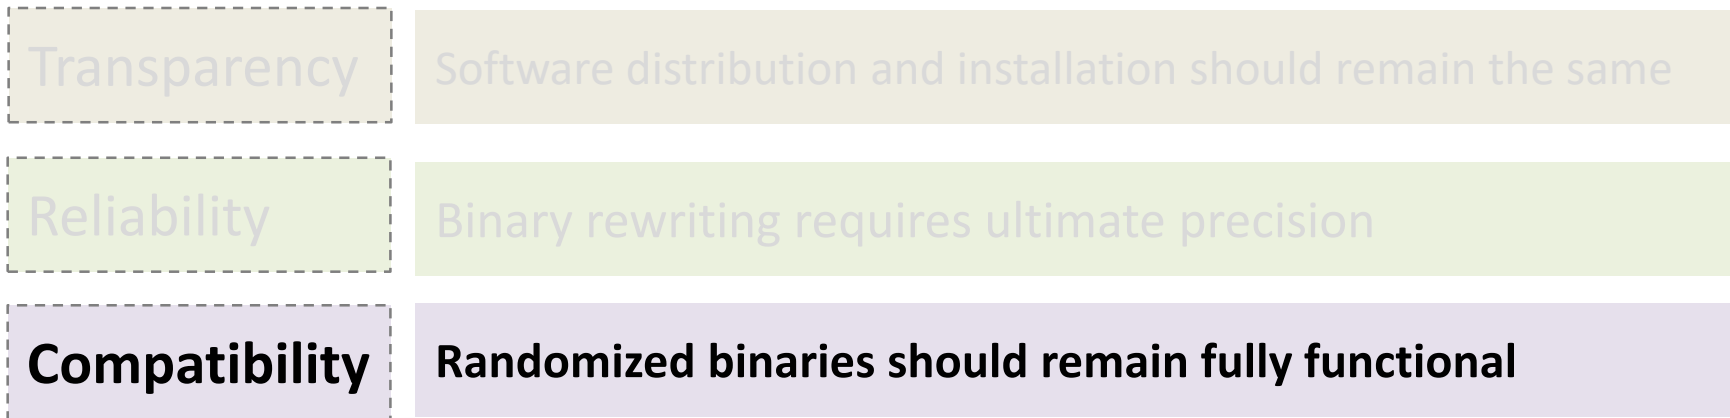 Transparency
Software distribution and installation should remain the same
Reliability
Binary rewriting requires ultimate precision
Compatibility
Randomized binaries should remain fully functional